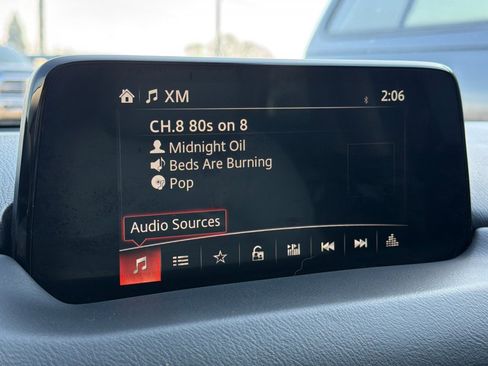 XM
2:06
CH.8 80s on 8
Midnight Oil
Beds Are Burning
Pop
Audio Sources